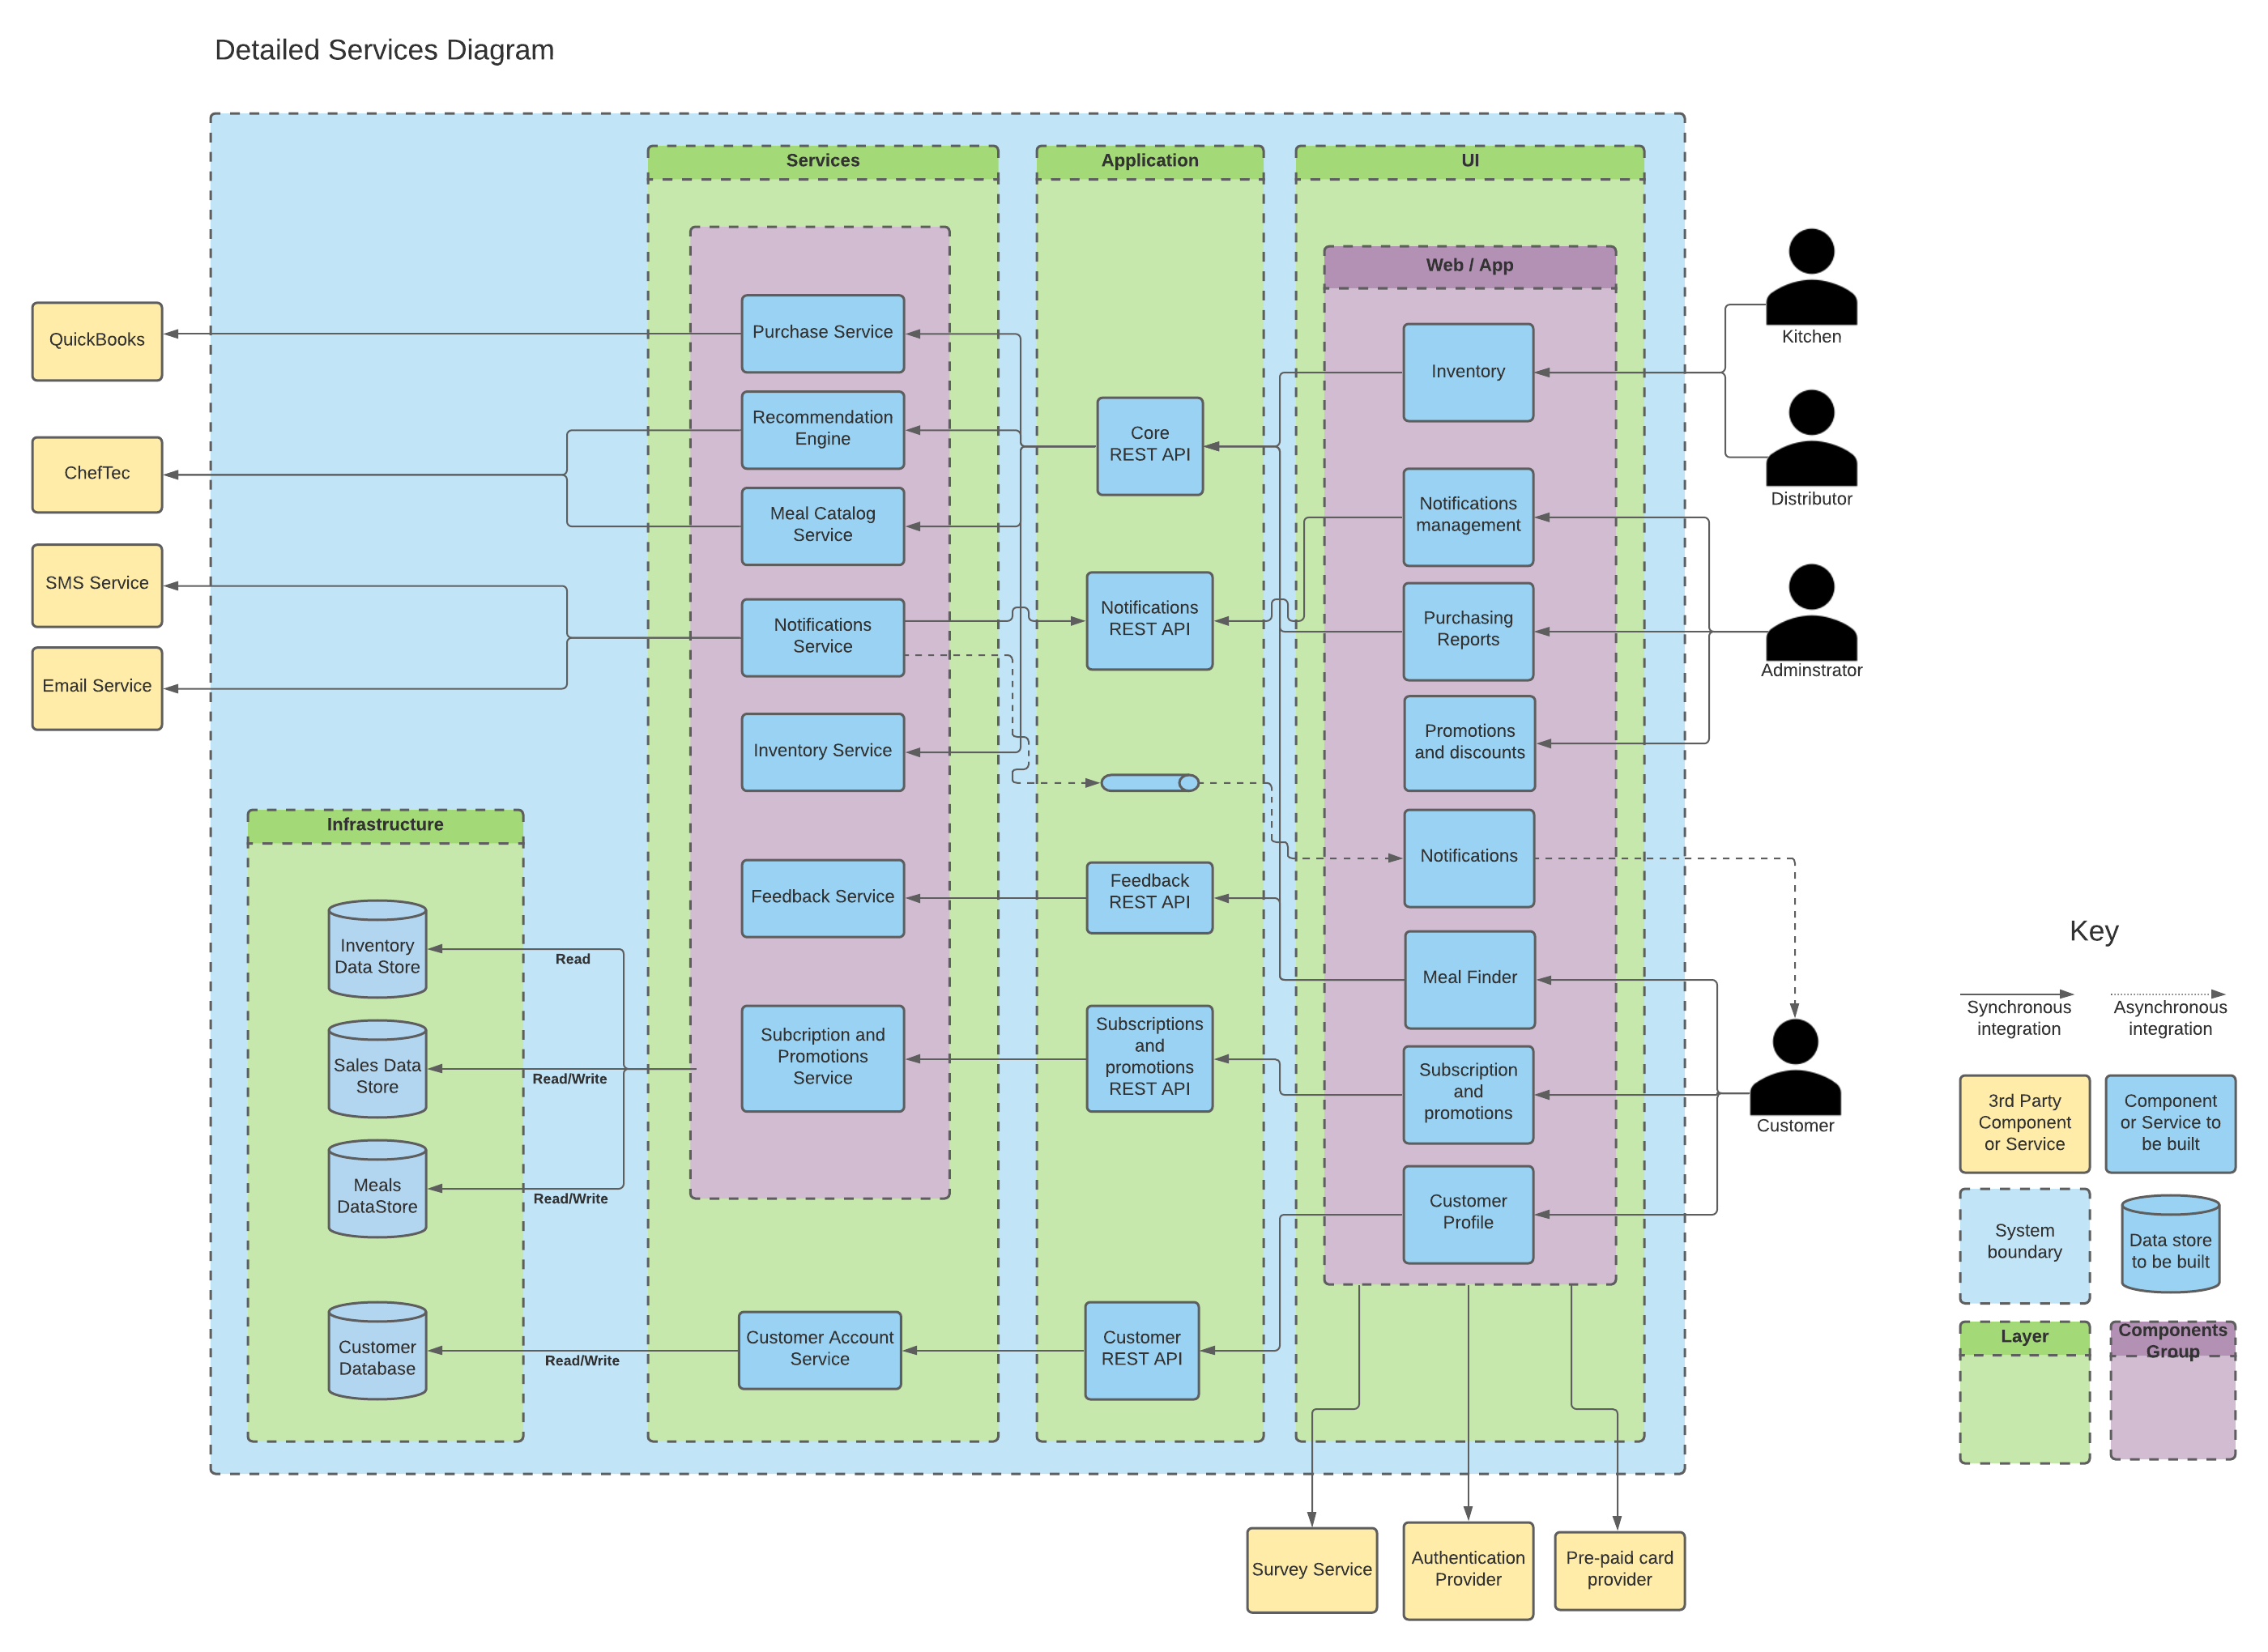 Detailed Services Diagram
Services
Application
UI
Web / App
QuickBooks
ChefTec
SMS Service
Email Service
Purchase Service
Recommendation
Engine
Meal Catalog
Service
Notifications
Service
Inventory Service
Feedback Service
Subcription and
Promotions
Service
Customer Account
Service
Core
REST API
Notifications
REST API
Feedback
REST API
Subscriptions
and
promotions
REST API
Customer
REST API
Inventory
Notifications
management
Purchasing
Reports
Promotions
and discounts
Notifications
Meal Finder
Subscription
and
promotions
Customer
Profile
Kitchen
Distributor
Adminstrator
Customer
Infrastructure
Inventory
Data Store
Read
Sales Data
Store
Read/Write
Meals
DataStore
Read/Write
Customer
Database
Read/Write
Survey Service
Authentication
Provider
Pre-paid card
provider
Key
Synchronous
integration
Asynchronous
integration
3rd Party
Component
or Service
Component
or Service to
be built
System
boundary
Data store
to be built
Layer
Components
Group